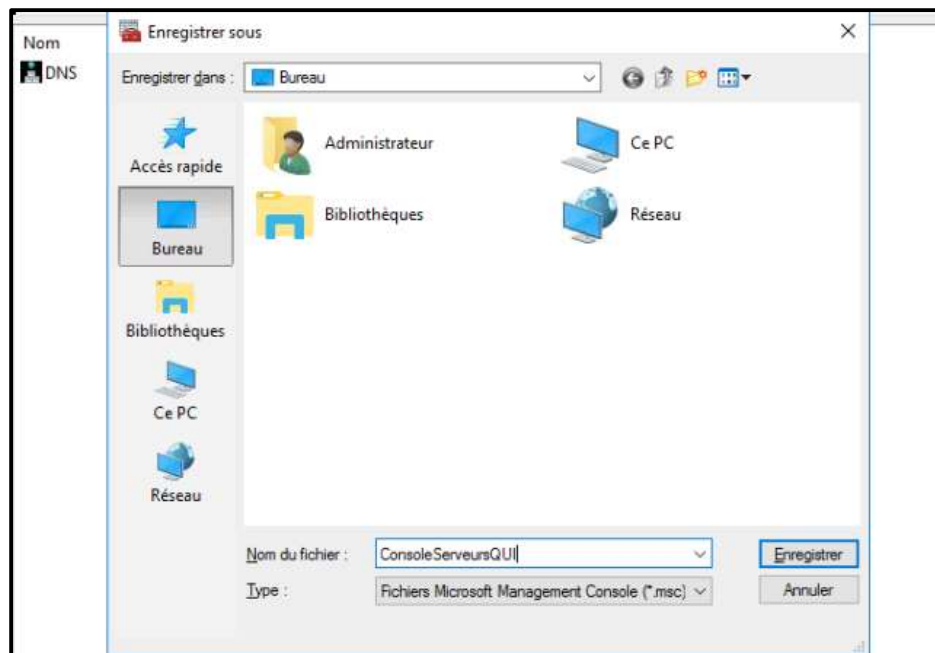 Nom
DNS
Enregistrer sous
Enregistrer dans :
Bureau
Accès rapide
Bureau
Bibliothèques
Ce PC
Réseau
Administrateur
Ce PC
Bibliothèques
Réseau
Nom du fichier :
ConsoleServeursQUI
Enregistrer
Type :
Fichiers Microsoft Management Console (*.msc)
Annuler